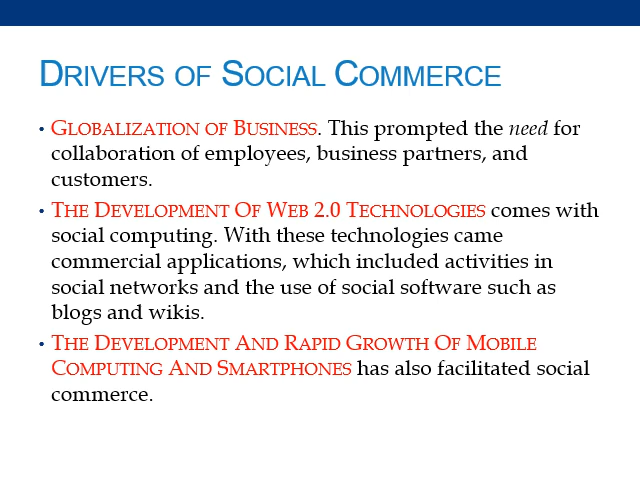 DRIVERS OF SOCIAL COMMERCE
• GLOBALIZATION OF BUSINESS. This prompted the need for
collaboration of employees, business partners, and
customers.
• THE DEVELOPMENT OF WEB 2.0 TECHNOLOGIES comes with
social computing. With these technologies came
commercial applications, which included activities in
social networks and the use of social software such as
blogs and wikis.
• THE DEVELOPMENT AND RAPID GROWTH OF MOBILE
COMPUTING AND SMARTPHONES has also facilitated social
commerce.